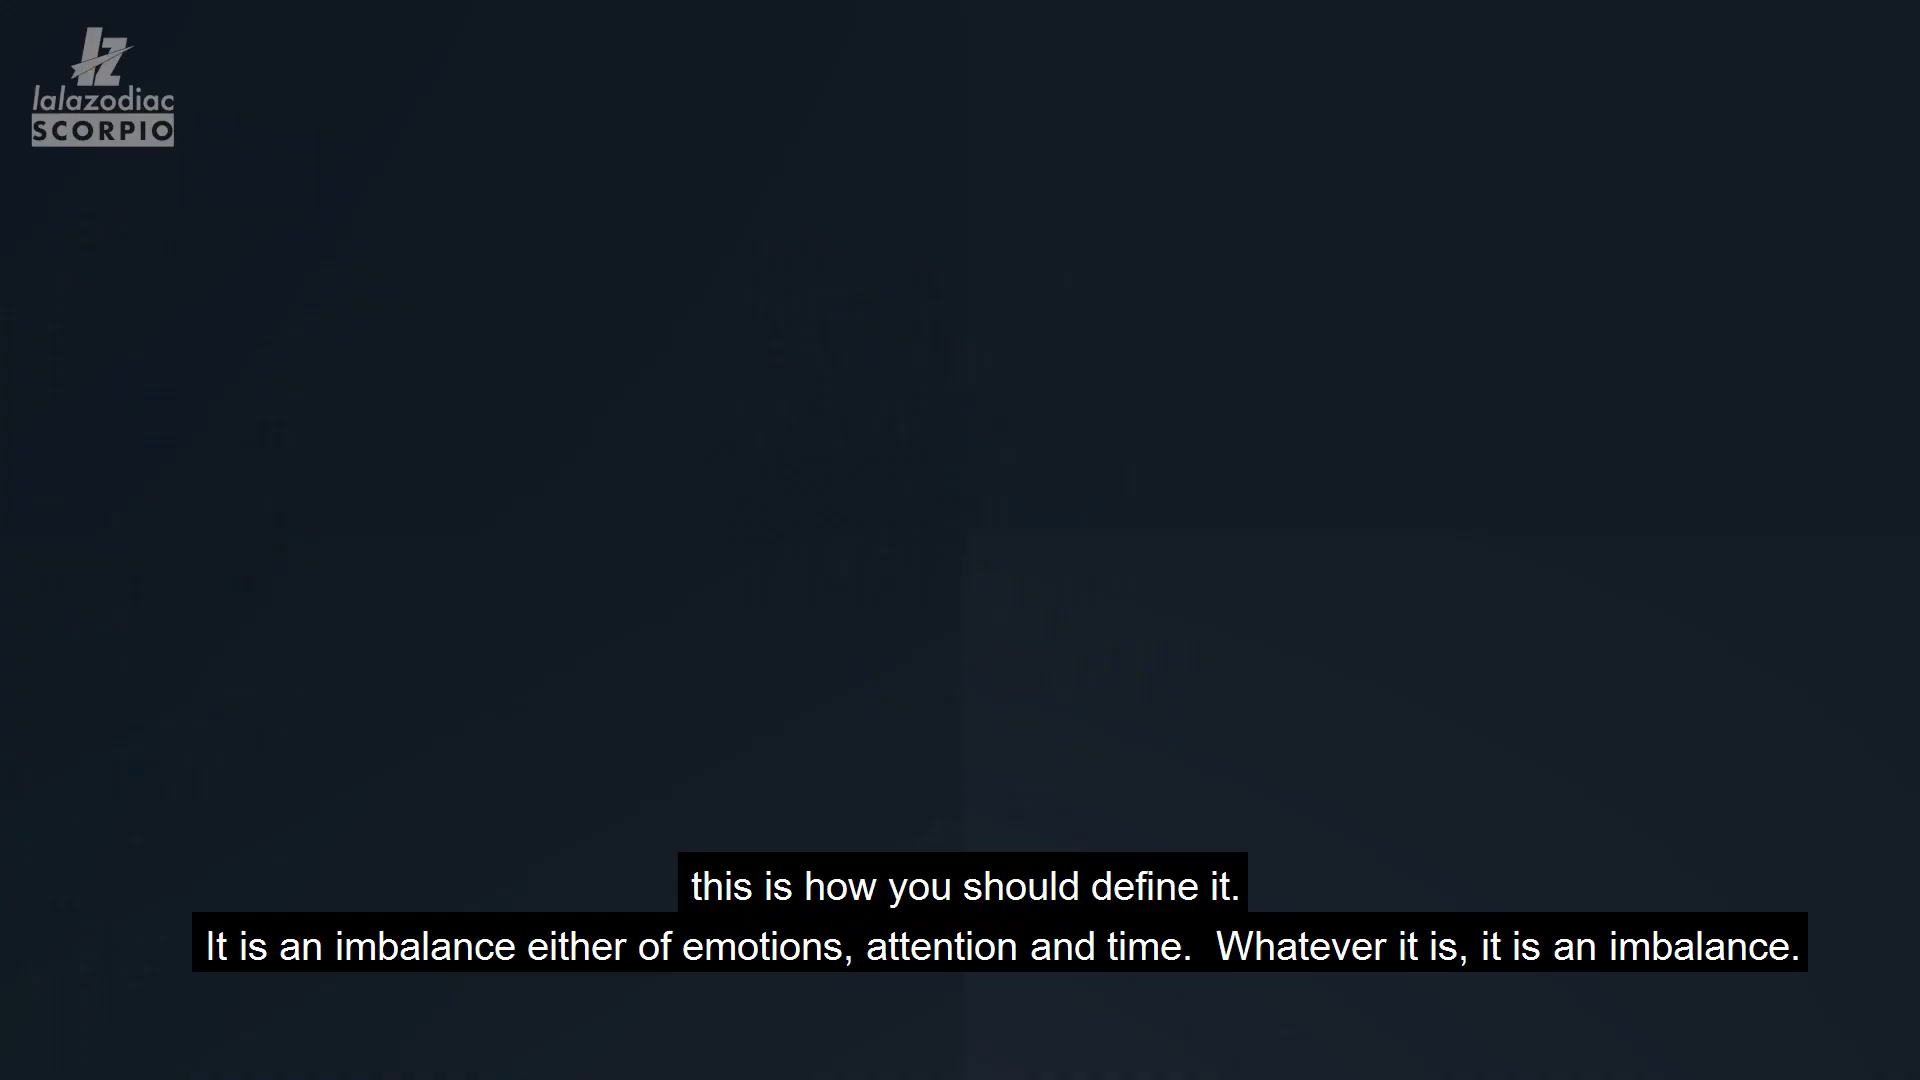 lz
lalazodiac
SCORPIO
this is how you should define it.
It is an imbalance either of emotions, attention and time.  Whatever it is, it is an imbalance.